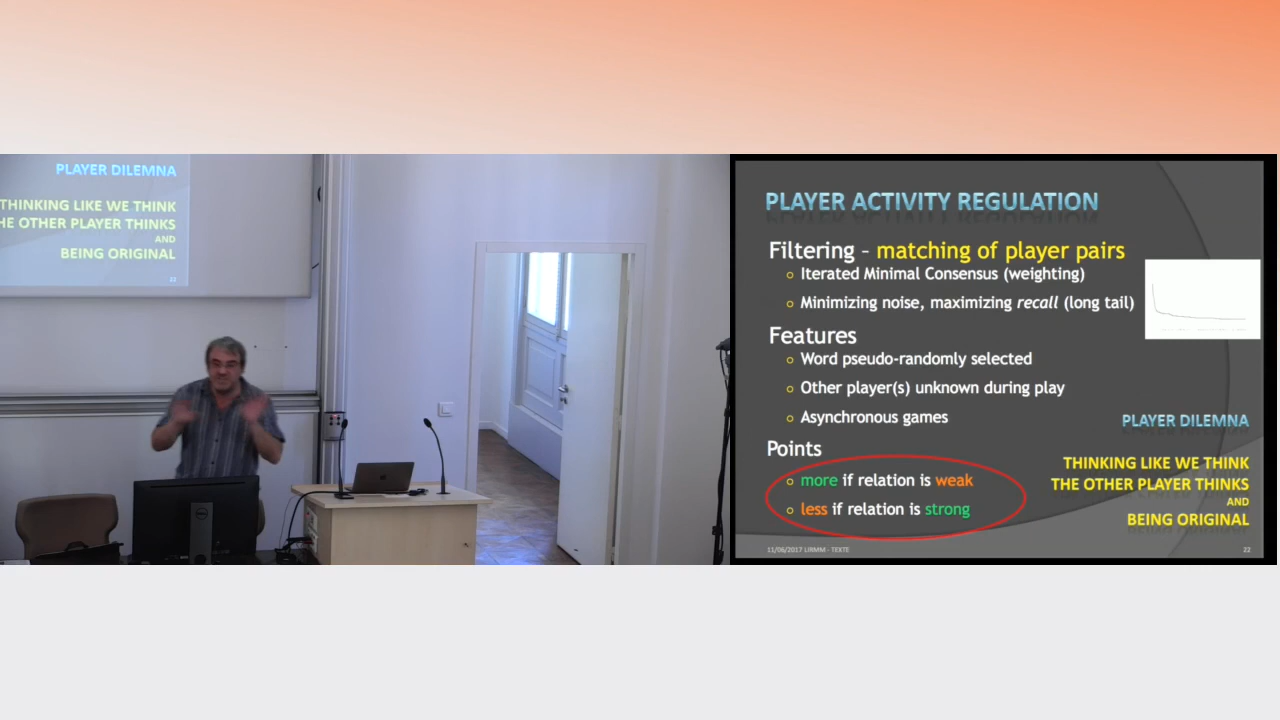 PLAYER DILEMNA
THINKING LIKE WE THINK
HE OTHER PLAYER THINKS
AND
BEING ORIGINAL
PLAYER ACTIVITY REGULATION
Filtering – matching of player pairs
Iterated Minimal Consensus (weighting)
Minimizing noise, maximizing recall (long tail)
Features
Word pseudo-randomly selected
Other player(s) unknown during play
Asynchronous games
Points
more if relation is weak
less if relation is strong
PLAYER DILEMNA
THINKING LIKE WE THINK
THE OTHER PLAYER THINKS
AND
BEING ORIGINAL
11/06/2017 LIRMM - TEXTE
22